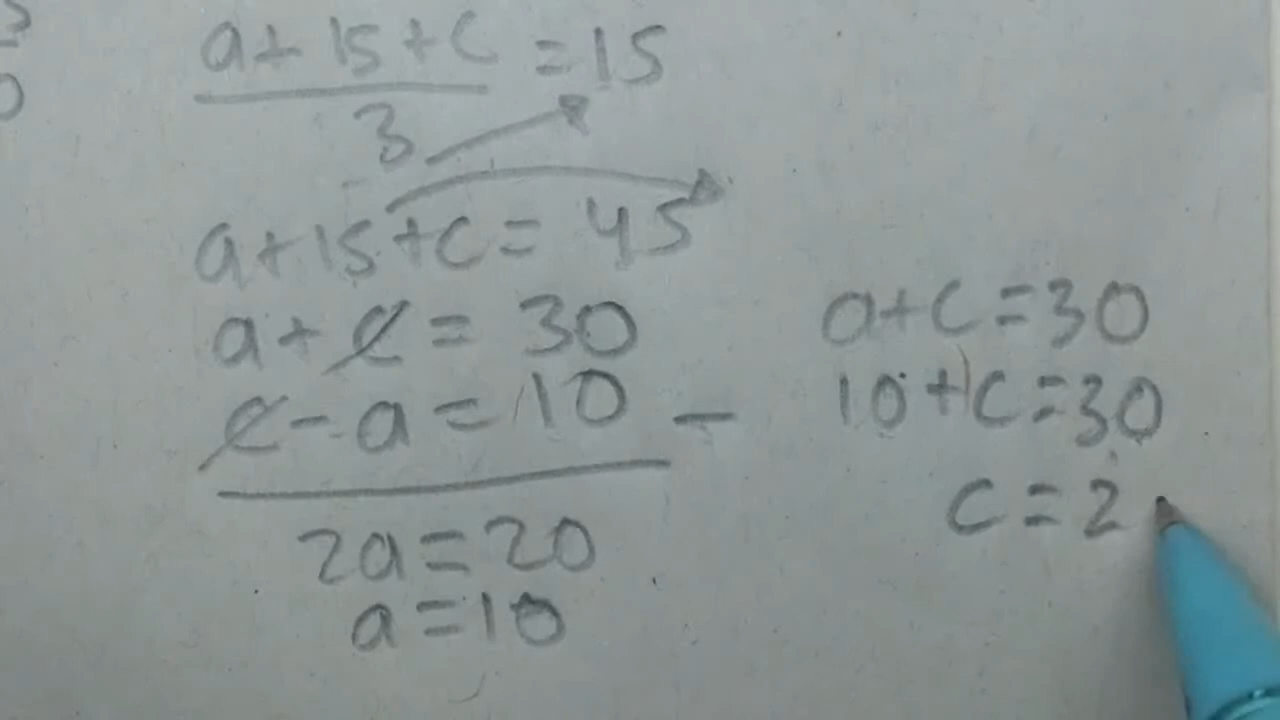 a+15+c = 15
3
a+15+c = 45
a+c = 30
c-a = 10 -
2a = 20
a = 10
a+c = 30
10+c = 30
c = 2